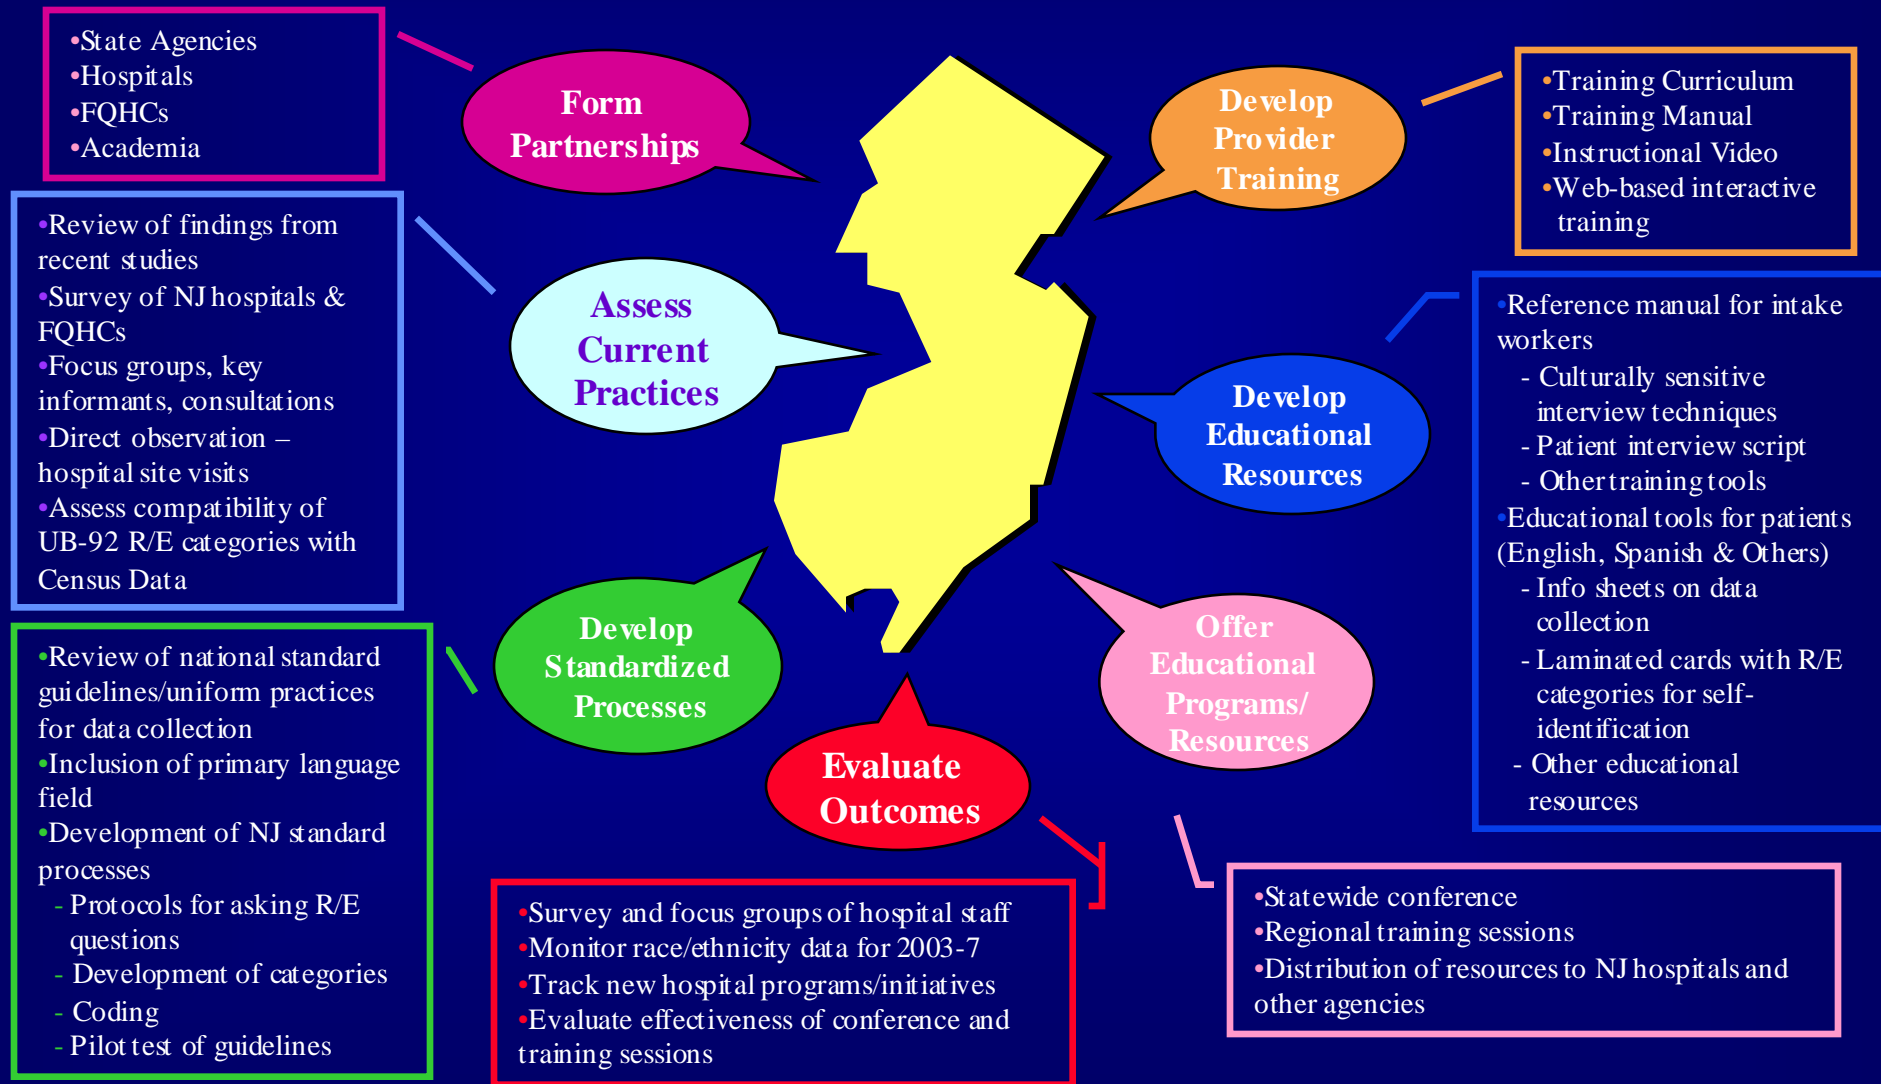 •State Agencies
•Hospitals
•FQHCs
•Academia
Form
Partnerships
•Review of findings from
recent studies
•Survey of NJ hospitals &
FQHCs
•Focus groups, key
informants, consultations
•Direct observation –
hospital site visits
•Assess compatibility of
UB-92 R/E categories with
Census Data
Assess
Current
Practices
•Review of national standard
guidelines/uniform practices
for data collection
•Inclusion of primary language
field
•Development of NJ standard
processes
- Protocols for asking R/E
questions
- Development of categories
- Coding
- Pilot test of guidelines
Develop
Standardized
Processes
Evaluate
Outcomes
•Survey and focus groups of hospital staff
•Monitor race/ethnicity data for 2003-7
•Track new hospital programs/initiatives
•Evaluate effectiveness of conference and
training sessions
Develop
Provider
Training
•Training Curriculum
•Training Manual
•Instructional Video
•Web-based interactive
training
Develop
Educational
Resources
•Reference manual for intake
workers
- Culturally sensitive
interview techniques
- Patient interview script
- Other training tools
•Educational tools for patients
(English, Spanish & Others)
- Info sheets on data
collection
- Laminated cards with R/E
categories for self-
identification
- Other educational
resources
Offer
Educational
Programs/
Resources
•Statewide conference
•Regional training sessions
•Distribution of resources to NJ hospitals and
other agencies